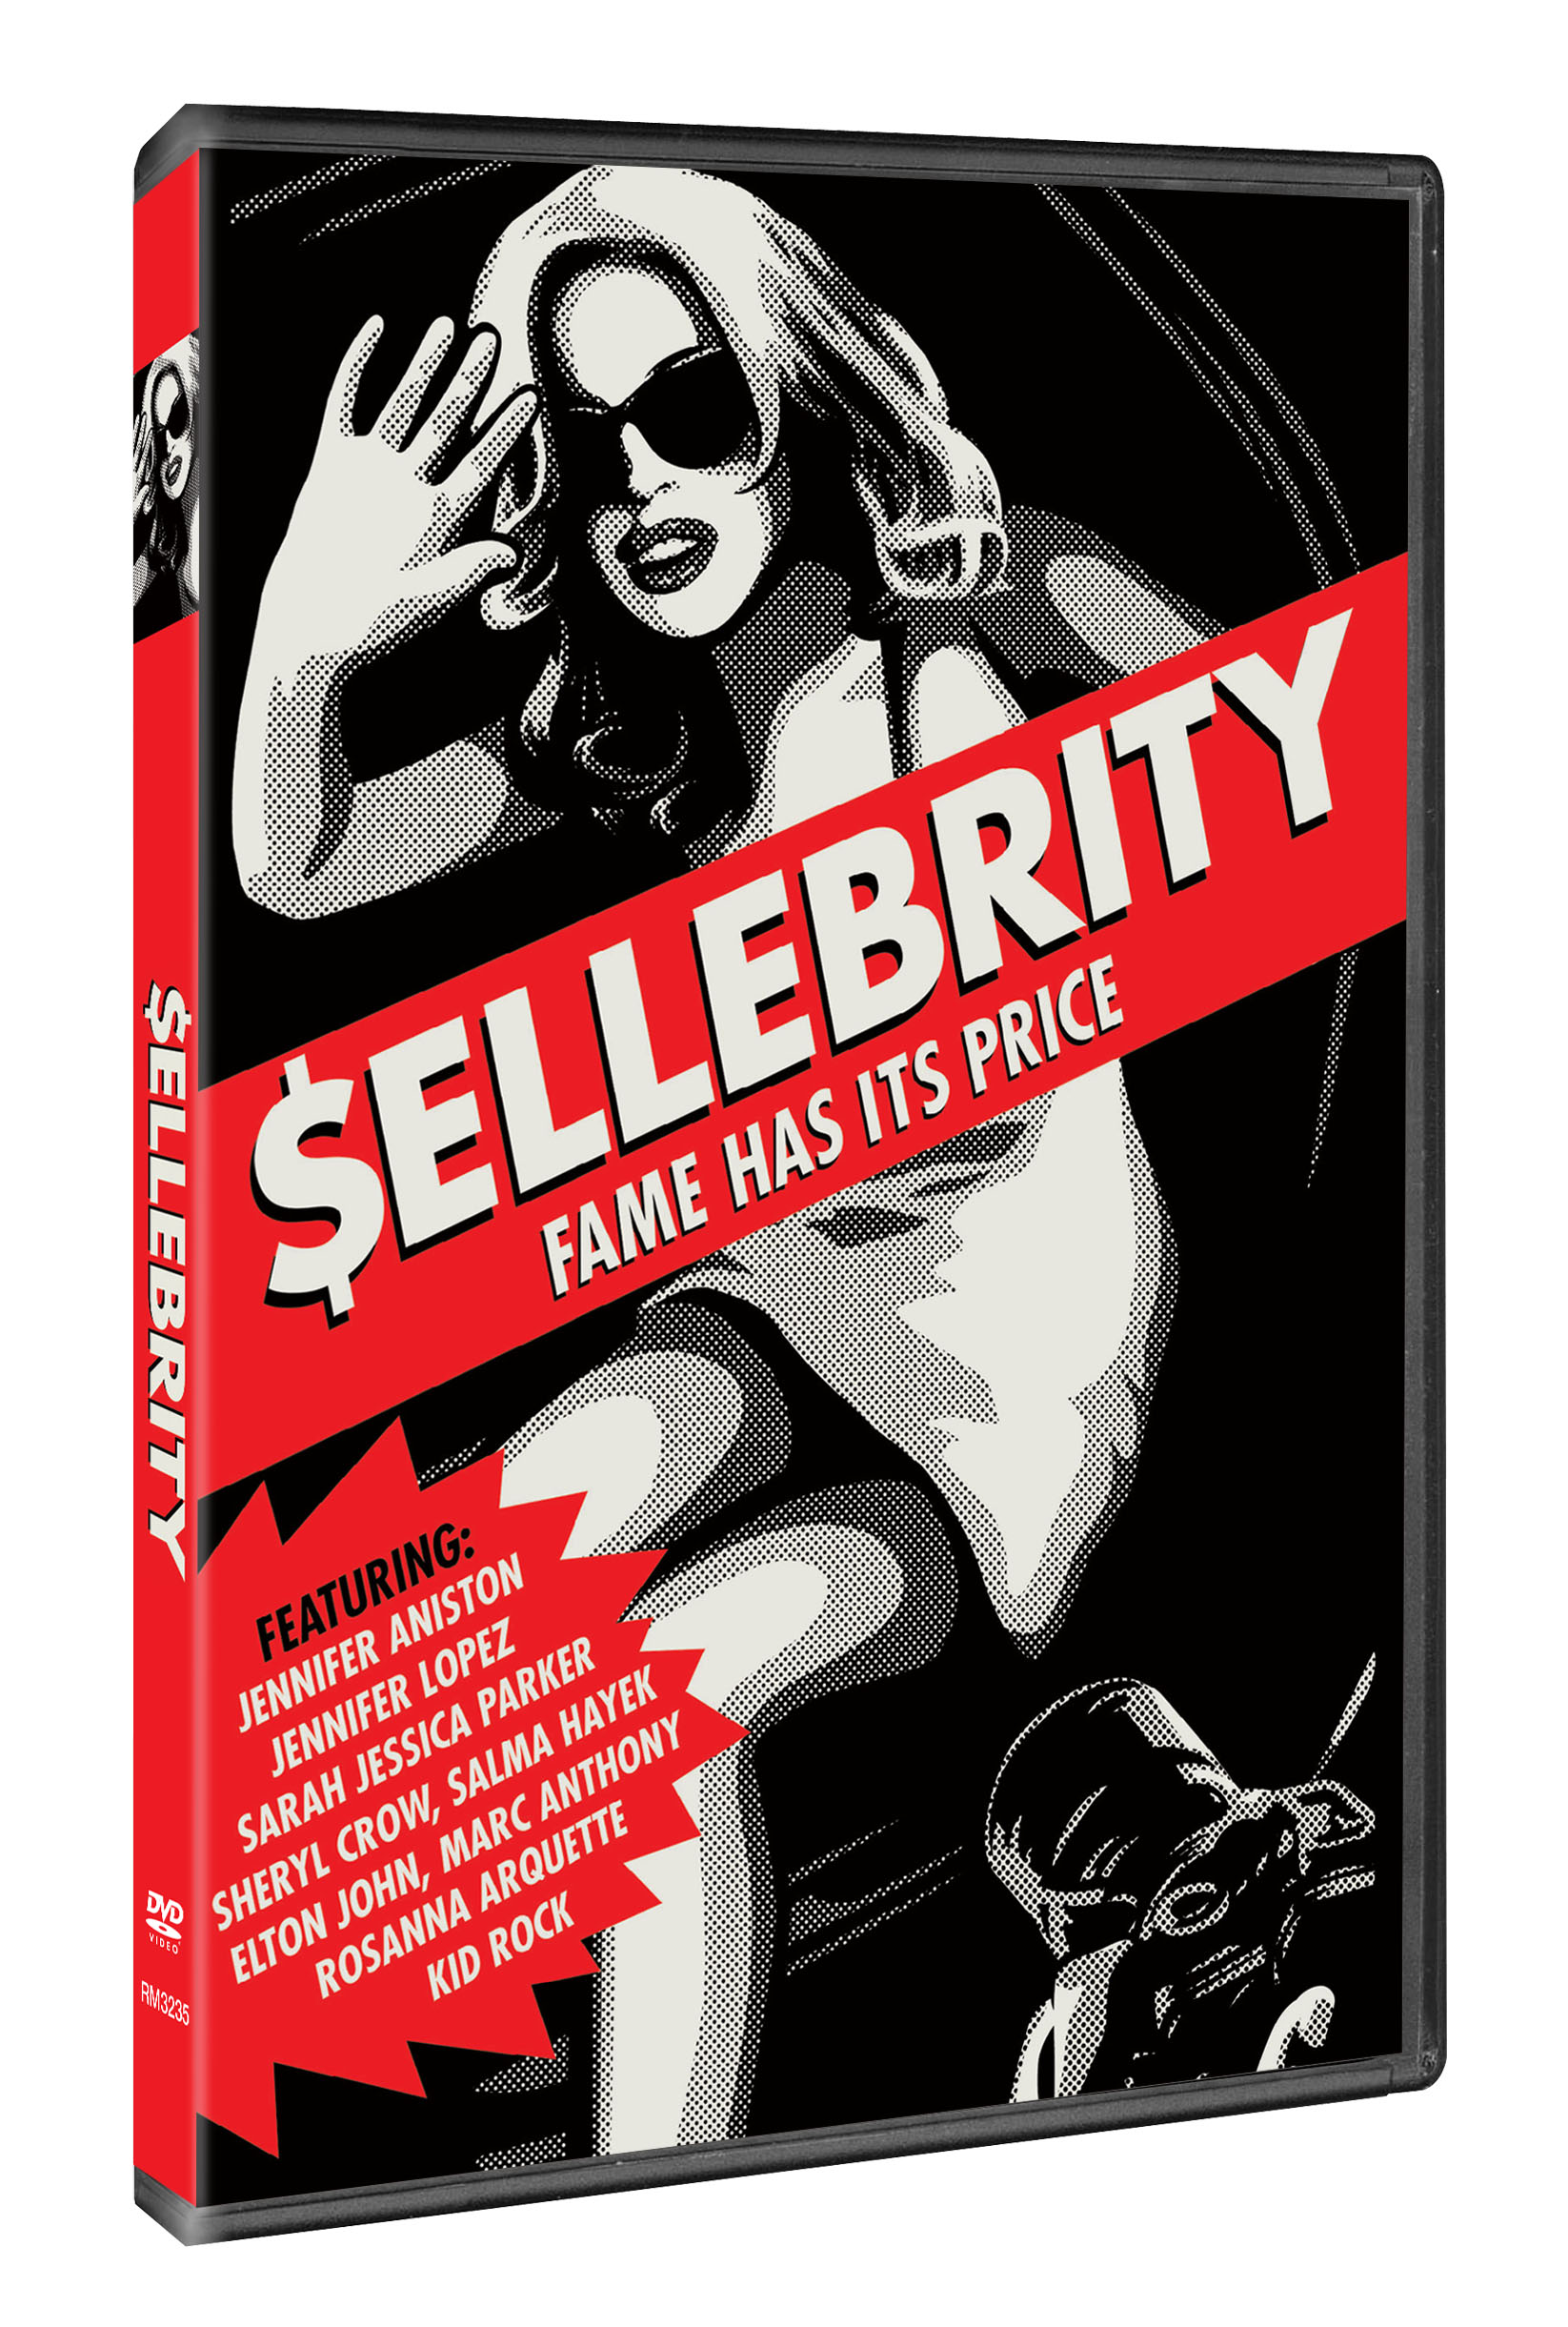 $ELLEBRITY
FAME HAS ITS PRICE
FEATURING:
JENNIFER ANISTON
JENNIFER LOPEZ
SARAH JESSICA PARKER
SHERYL CROW, SALMA HAYEK
ELTON JOHN, MARC ANTHONY
ROSANNA ARQUETTE
KID ROCK
$ELLEBRITY
DVD
VIDEO
RM3235